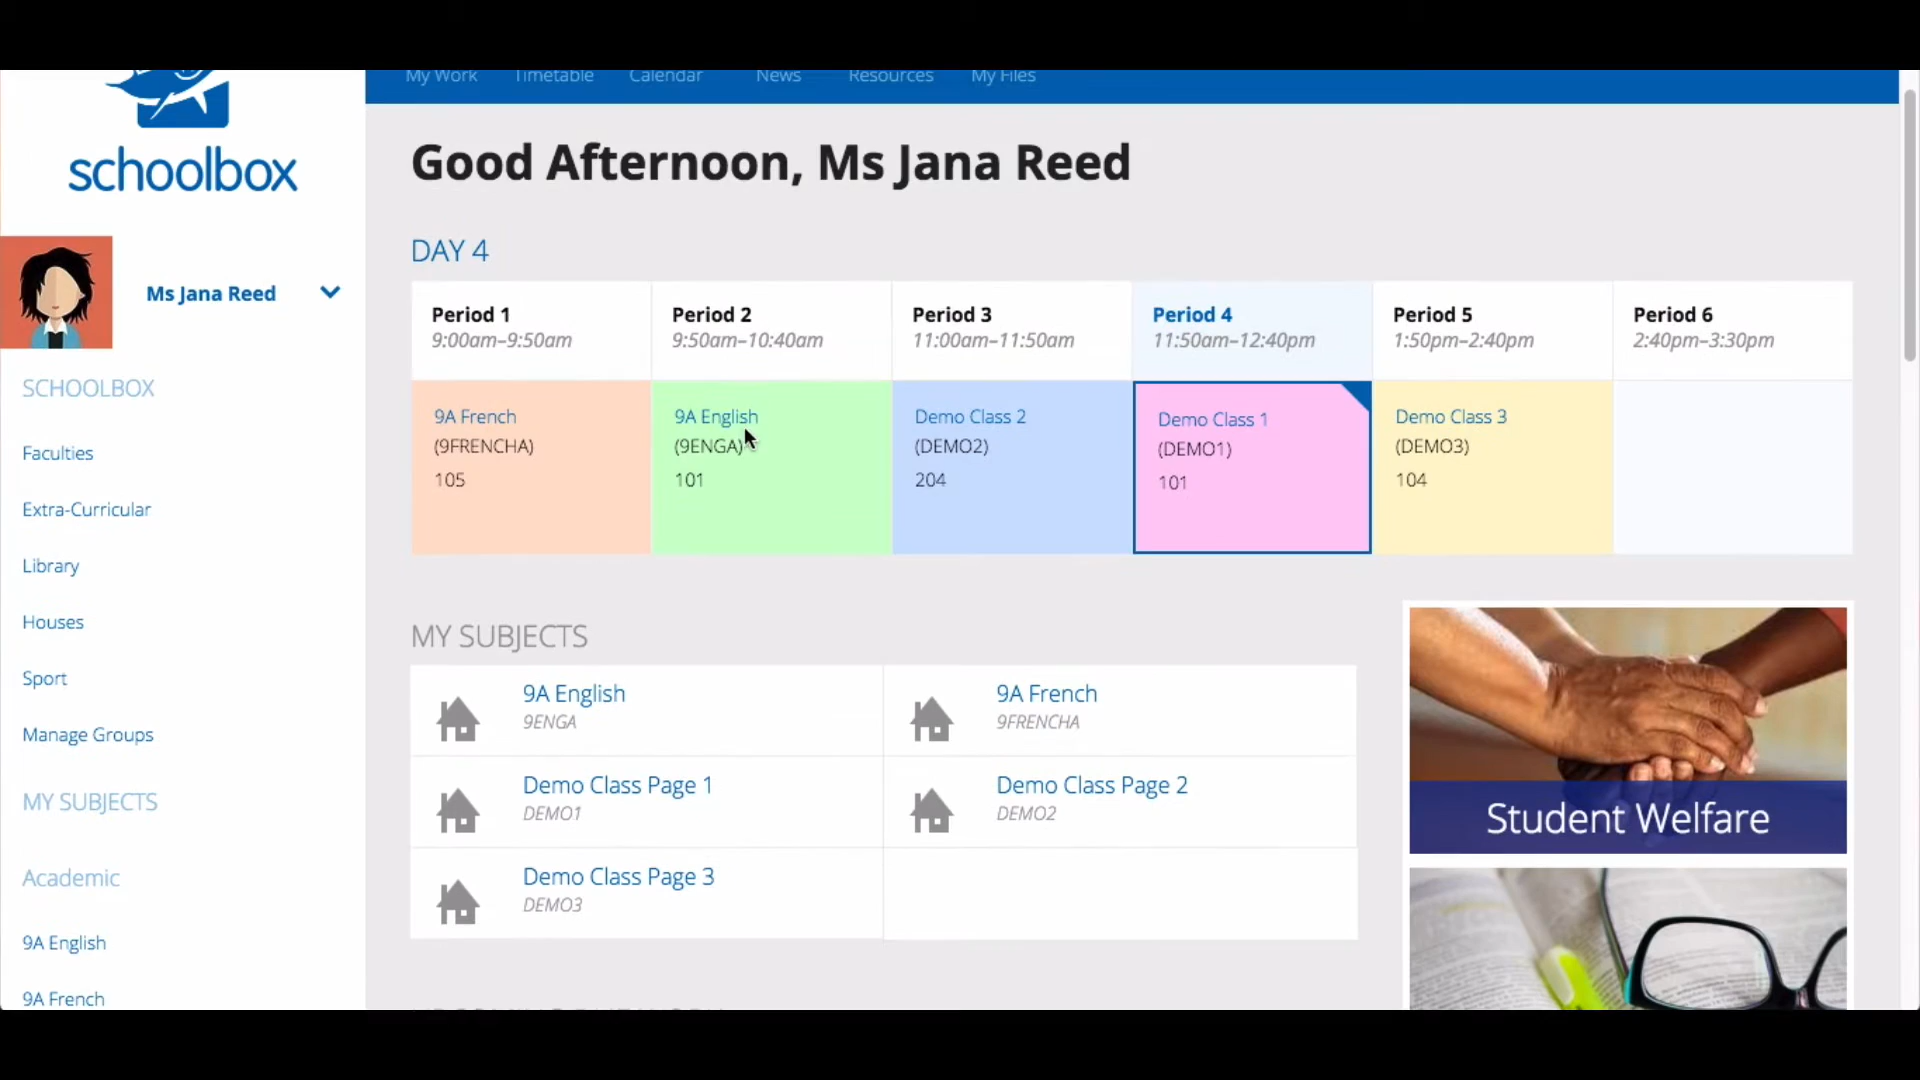 My Work Timetable Calendar News Resources My Files
schoolbox
Ms Jana Reed
SCHOOLBOX
Faculties
Extra-Curricular
Library
Houses
Sport
Manage Groups
MY SUBJECTS
Academic
9A English
9A French
Good Afternoon, Ms Jana Reed
DAY 4
Period 1 Period 2 Period 3 Period 4 Period 5 Period 6
9:00am–9:50am 9:50am–10:40am 11:00am–11:50am 11:50am–12:40pm 1:50pm–2:40pm 2:40pm–3:30pm
9A French 9A English Demo Class 2 Demo Class 1 Demo Class 3
(9FRENCHA) (9ENGA) (DEMO2) (DEMO1) (DEMO3)
105 101 204 101 104
MY SUBJECTS
9A English 9A French
9ENGA 9FRENCHA
Demo Class Page 1 Demo Class Page 2
DEMO1 DEMO2
Demo Class Page 3
DEMO3
Student Welfare